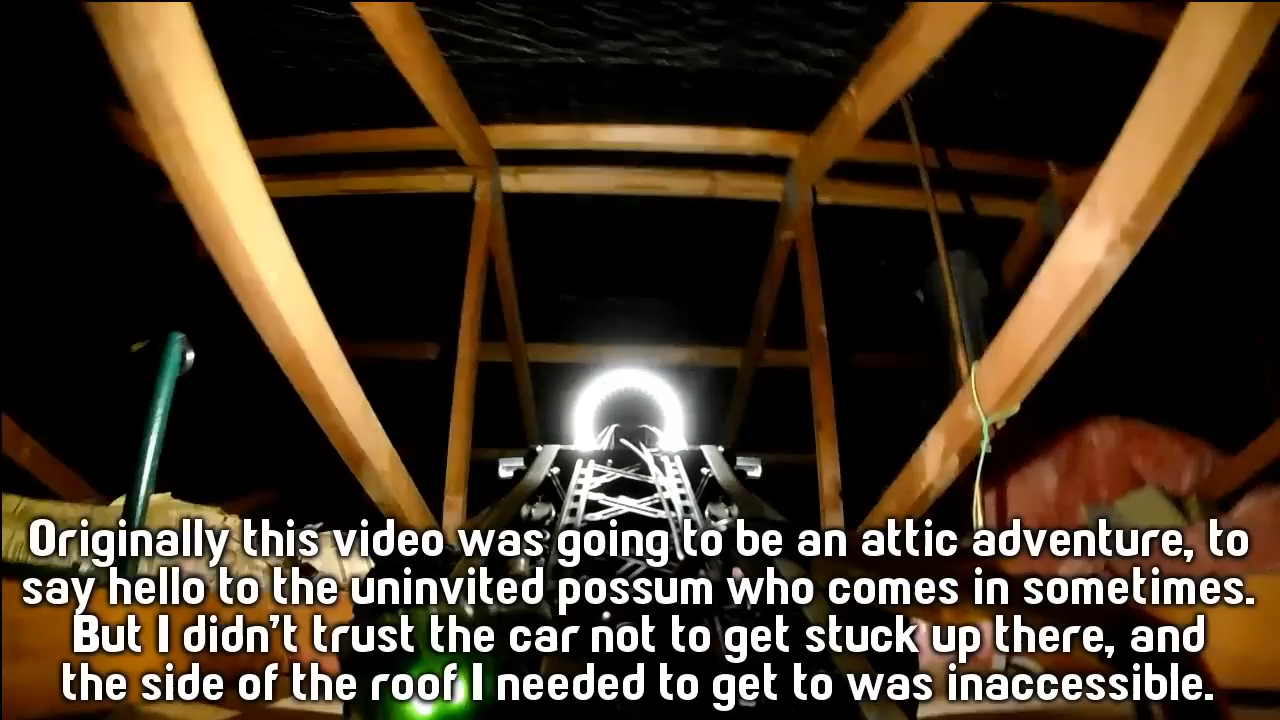 Originally this video was going to be an attic adventure, to
say hello to the uninvited possum who comes in sometimes.
But I didn't trust the car not to get stuck up there, and
the side of the roof I needed to get to was inaccessible.